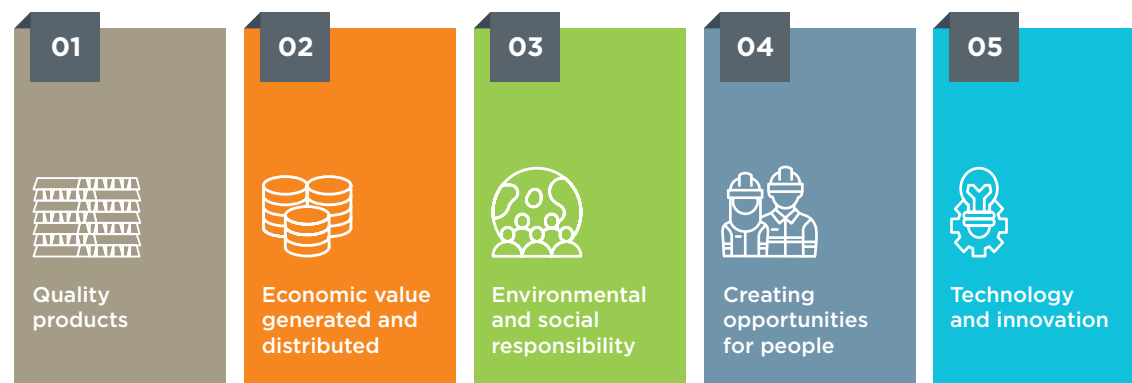 01
Quality
products
02
Economic value
generated and
distributed
03
Environmental
and social
responsibility
04
Creating
opportunities
for people
05
Technology
and innovation